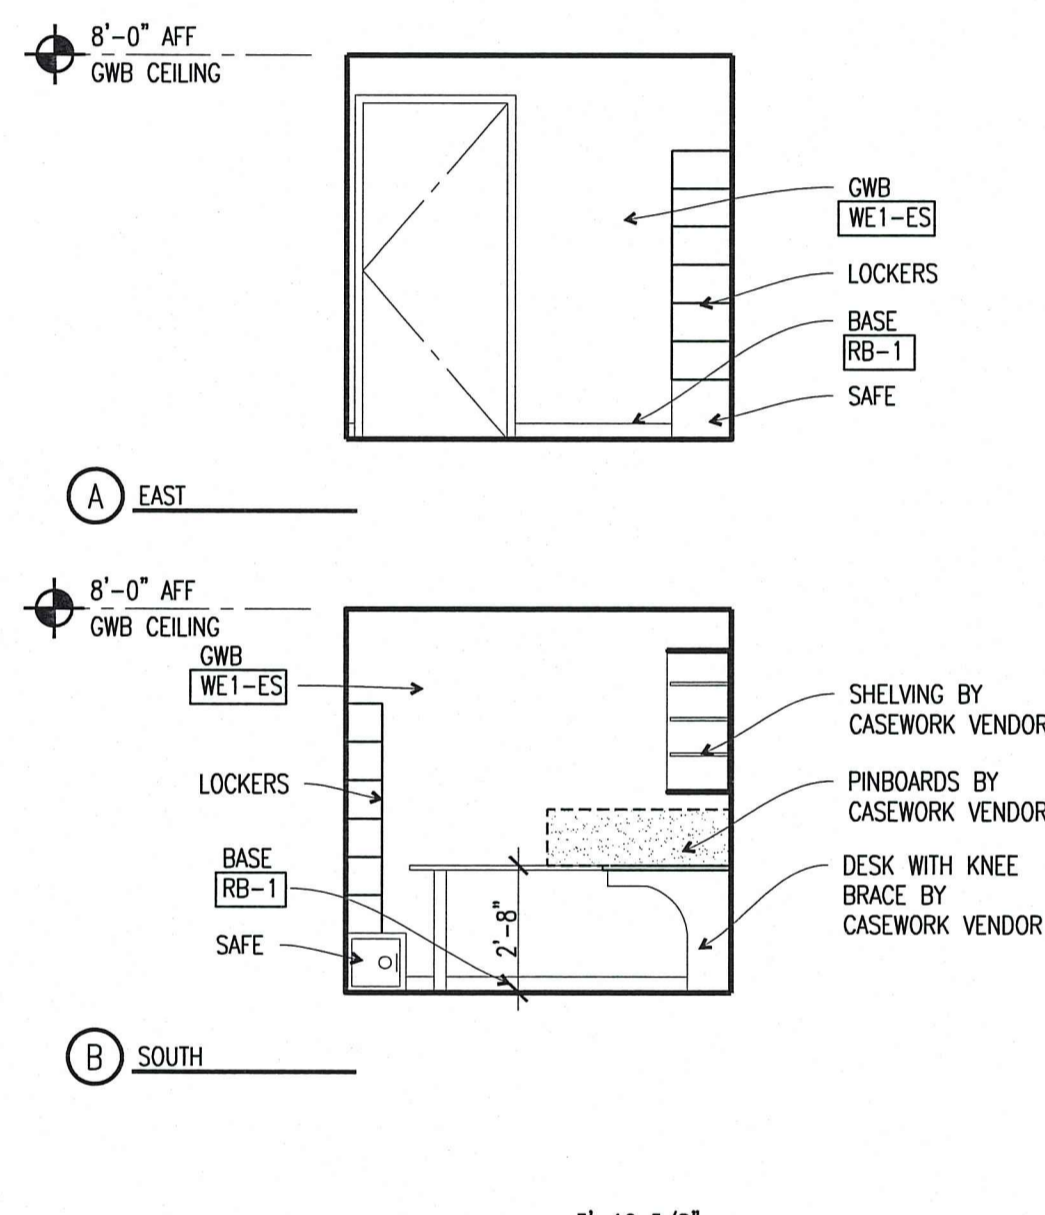 8'-0" AFF
GWB CEILING
GWB
WE1-ES
LOCKERS
BASE
RB-1
SAFE
A EAST
8'-0" AFF
GWB CEILING
GWB
WE1-ES
LOCKERS
BASE
RB-1
SAFE
2'-8"
SHELVING BY
CASEWORK VENDOR
PINBOARDS BY
CASEWORK VENDOR
DESK WITH KNEE
BRACE BY
CASEWORK VENDOR
B SOUTH